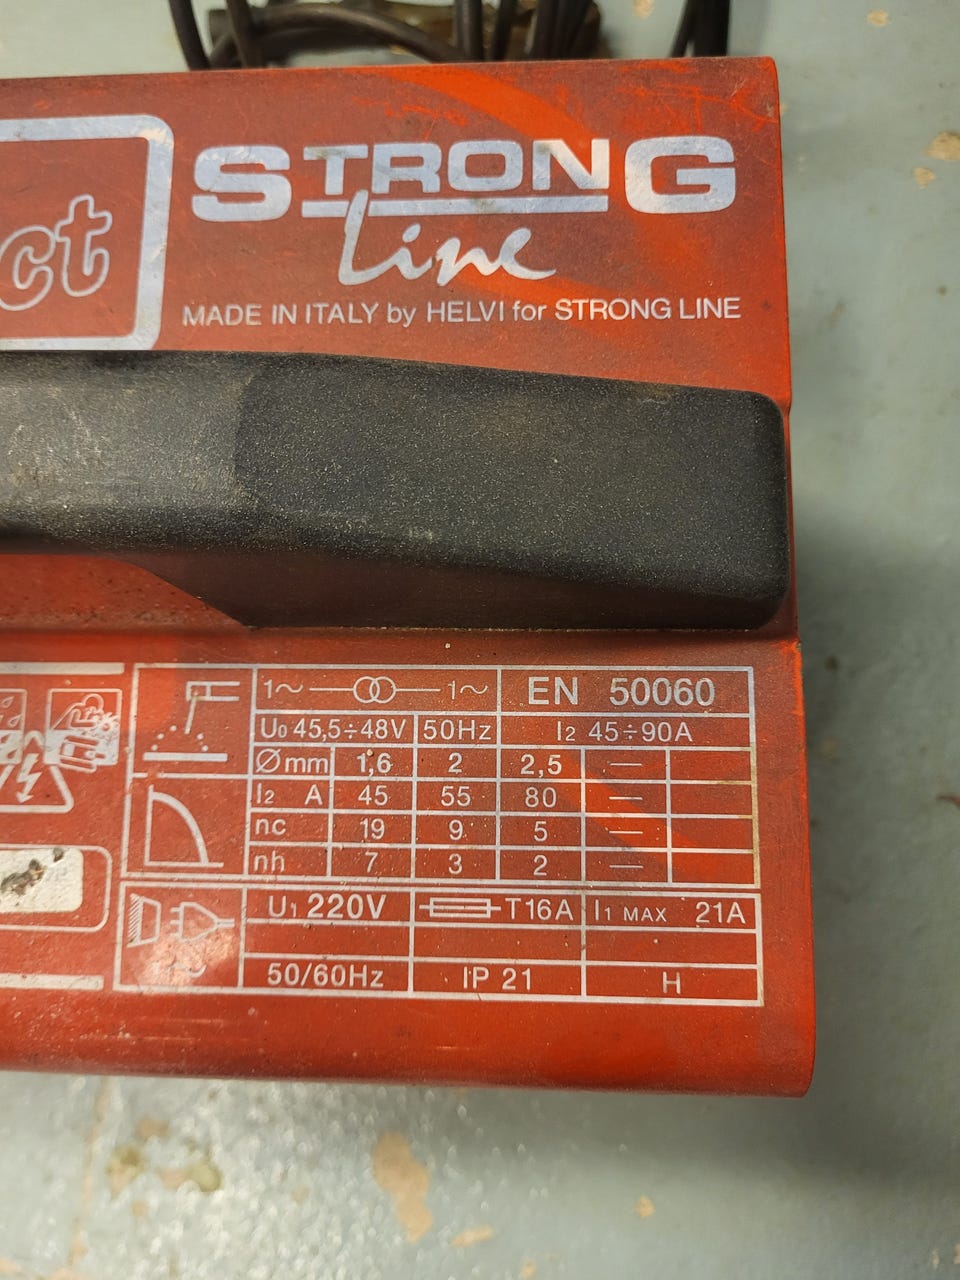 STRONG
Line
ct
MADE IN ITALY by HELVI for STRONG LINE
1~ 1~ EN 50060
U0 45,5÷48V 50Hz I2 45÷90A
Ømm 1,6 2 2,5 —
I2 A 45 55 80 —
nc 19 9 5 —
nh 7 3 2 —
U1 220V T16A I1 MAX 21A
50/60Hz IP 21 H